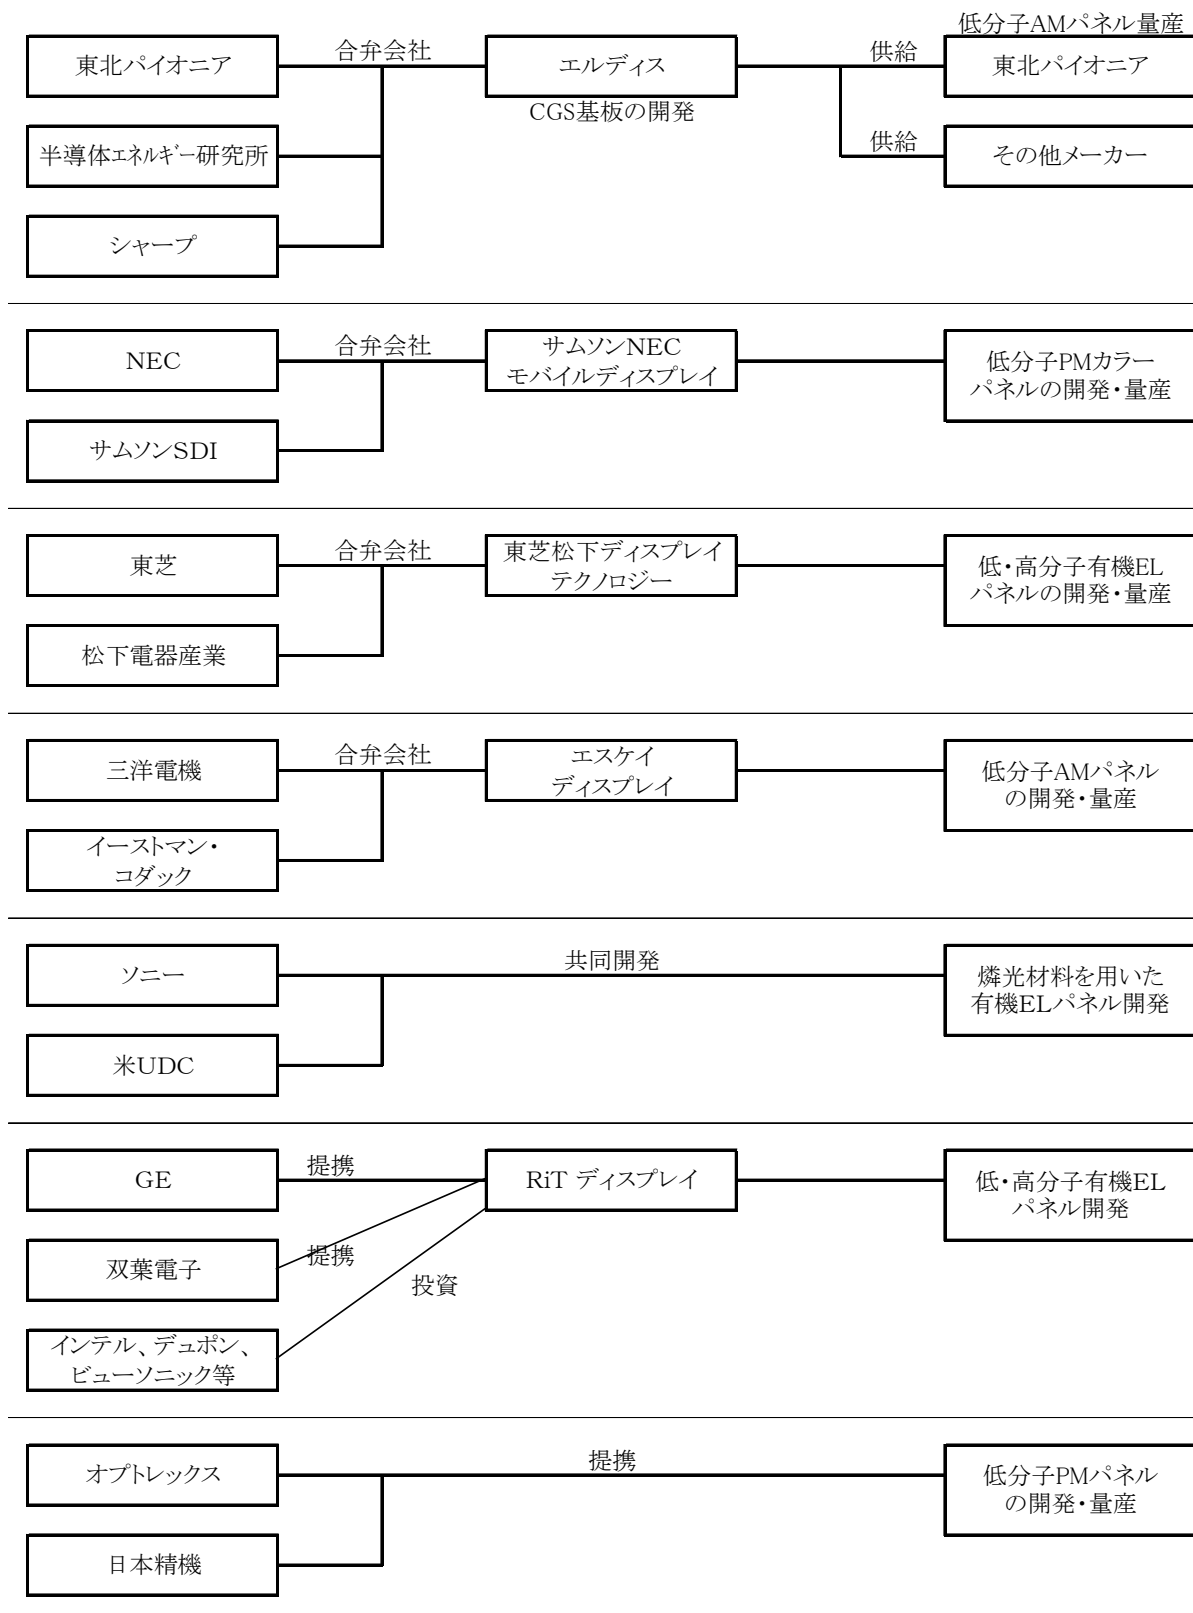 低分子AMパネル量産
東北パイオニア
合弁会社
エルディス
供給
東北パイオニア
CGS基板の開発
半導体エネルギー研究所
供給
その他メーカー
シャープ
NEC
合弁会社
サムソンNEC
モバイルディスプレイ
低分子PMカラー
パネルの開発・量産
サムソンSDI
東芝
合弁会社
東芝松下ディスプレイ
テクノロジー
低・高分子有機EL
パネルの開発・量産
松下電器産業
三洋電機
合弁会社
エスケイ
ディスプレイ
低分子AMパネル
の開発・量産
イーストマン・
コダック
ソニー
共同開発
燐光材料を用いた
有機ELパネル開発
米UDC
GE
提携
RiT ディスプレイ
低・高分子有機EL
パネル開発
双葉電子
提携
投資
インテル、デュポン、
ビューソニック等
オプトレックス
提携
低分子PMパネル
の開発・量産
日本精機